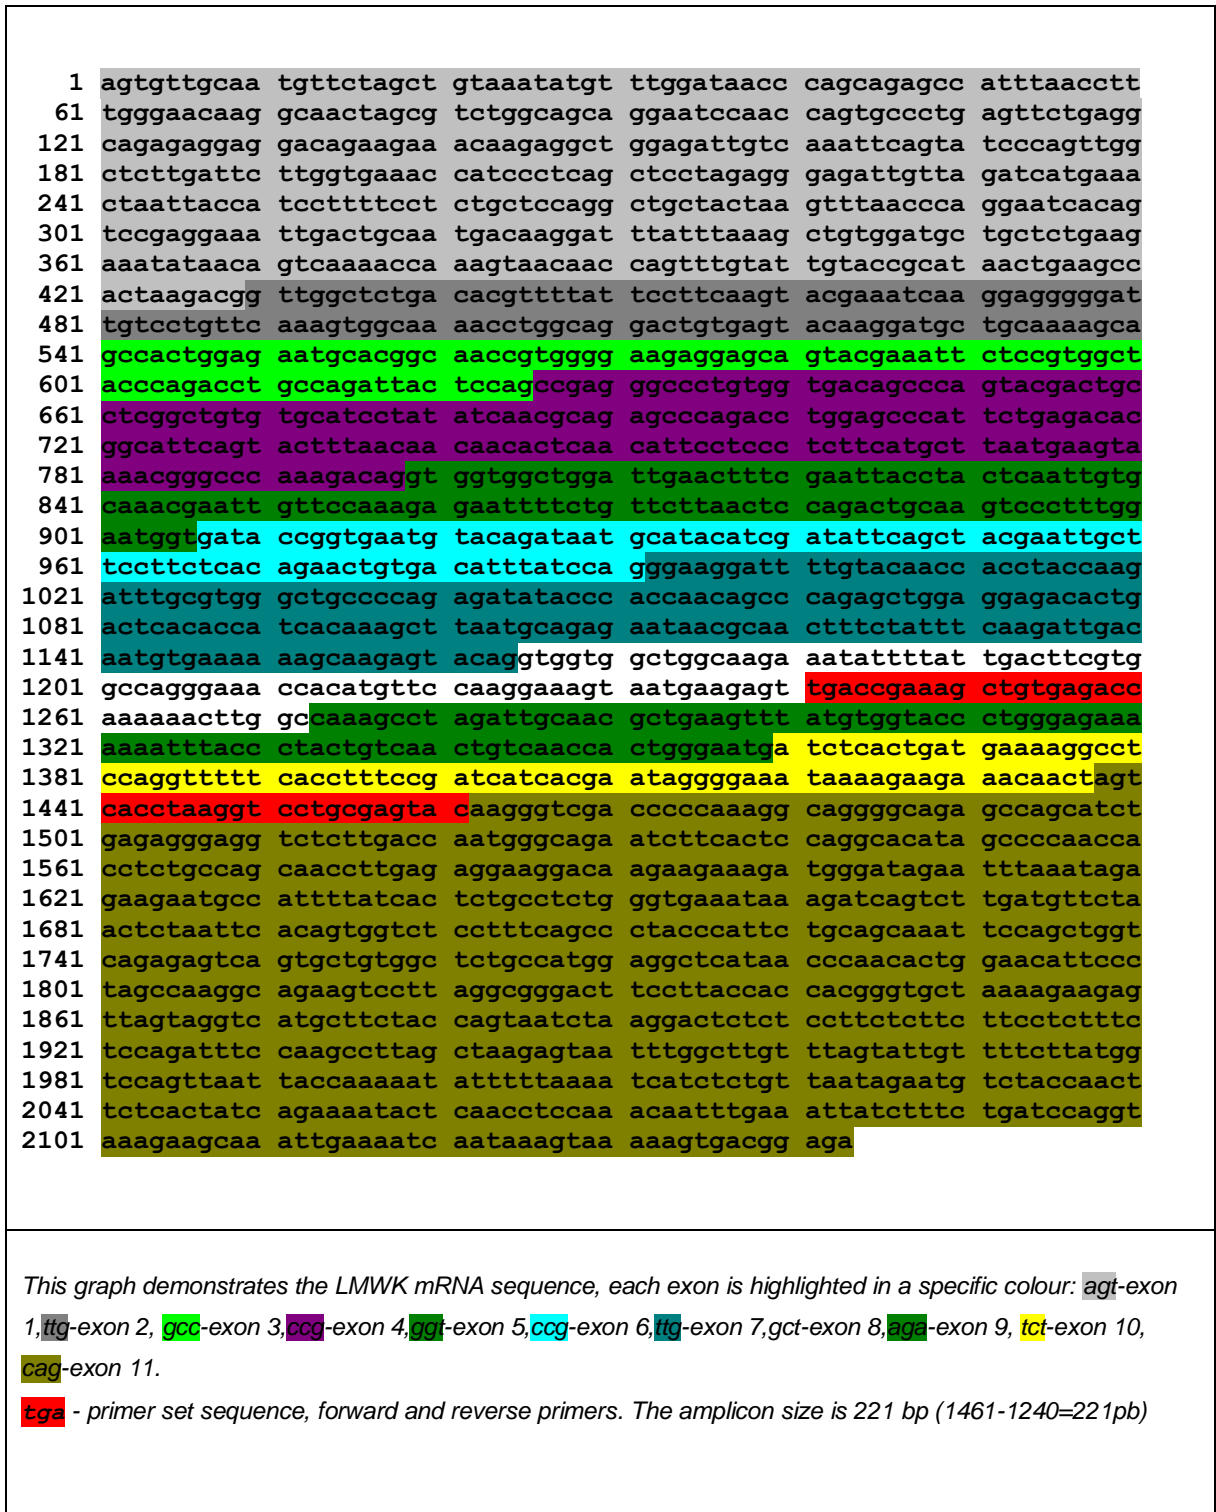 1 agtgttgcaa tgttctagct gtaaatatgt ttggataacc cagcagagcc atttaacctt
61 tgggaacaag gcaactagcg tctggcagca ggaatccaac cagtgccctg agttctgagg
121 cagagaggag gacagaagaa acaagaggct ggagattgtc aaattcagta tcccagttgg
181 ctcttgattc ttggtgaaac catccctcag ctcctagagg gagattgtta gatcatgaaa
241 ctaattacca tccttttcct ctgctccagg ctgctactaa gtttaaccca ggaatcacag
301 tccgaggaaa ttgactgcaa tgacaaggat ttatttaaag ctgtggatgc tgctctgaag
361 aaatataaca gtcaaaacca aagtaacaac cagtttgtat tgtaccgcat aactgaagcc
421 actaagacgg ttggctctga cacgttttat tccttcaagt acgaaatcaa ggagggggat
481 tgtcctgttc aaagtggcaa aacctggcag gactgtgagt acaaggatgc tgcaaaagca
541 gccactggag aatgcacggc aaccgtgggg aagaggagca gtacgaaatt ctccgtggct
601 acccagacct gccagattac tccagccgag ggccctgtgg tgacagccca gtacgactgc
661 ctcggctgtg tgcatcctat atcaacgcag agcccagacc tggagcccat tctgagacac
721 ggcattcagt actttaacaa caacactcaa cattcctccc tcttcatgct taatgaagta
781 aaacgggccc aaagacaggt ggtggctgga ttgaactttc gaattaccta ctcaattgtg
841 caaacgaatt gttccaaaga gaattttctg ttcttaactc cagactgcaa gtccctttgg
901 aatggtgata ccggtgaatg tacagataat gcatacatcg atattcagct acgaattgct
961 tccttctcac agaactgtga catttatcca gggaaggatt ttgtacaacc acctaccaag
1021 atttgcgtgg gctgccccag agatataccc accaacagcc cagagctgga ggagacactg
1081 actcacacca tcacaaagct taatgcagag aataacgcaa ctttctattt caagattgac
1141 aatgtgaaaa aagcaagagt acaggtggtg gctggcaaga aatattttat tgacttcgtg
1201 gccagggaaa ccacatgttc caaggaaagt aatgaagagt tgaccgaaag ctgtgagacc
1261 aaaaaacttg gccaaagcct agattgcaac gctgaagttt atgtggtacc ctgggagaaa
1321 aaaatttacc ctactgtcaa ctgtcaacca ctgggaatga tctcactgat gaaaaggcct
1381 ccaggttttt cacctttccg atcatcacga ataggggaaa taaaagaaga aacaactagt
1441 cacctaaggt cctgcgagta caagggtcga cccccaaagg caggggcaga gccagcatct
1501 gagagggagg tctcttgacc aatgggcaga atcttcactc caggcacata gccccaacca
1561 cctctgccag caaccttgag aggaaggaca agaagaaaga tgggatagaa tttaaataga
1621 gaagaatgcc attttatcac tctgcctctg ggtgaaataa agatcagtct tgatgttcta
1681 actctaattc acagtggtct cctttcagcc ctacccattc tgcagcaaat tccagctggt
1741 cagagagtca gtgctgtggc tctgccatgg aggctcataa cccaacactg gaacattccc
1801 tagccaaggc agaagtcctt aggcgggact tccttaccac cacgggtgct aaaagaagag
1861 ttagtaggtc atgcttctac cagtaatcta aggactctct ccttctcttc ttcctctttc
1921 tccagatttc caagccttag ctaagagtaa tttggcttgt ttagtattgt tttcttatgg
1981 tccagttaat taccaaaaat atttttaaaa tcatctctgt taatagaatg tctaccaact
2041 tctcactatc agaaaatact caacctccaa acaatttgaa attatctttc tgatccaggt
2101 aaagaagcaa attgaaaatc aataaagtaa aaagtgacgg aga
This graph demonstrates the LMWK mRNA sequence, each exon is highlighted in a specific colour: agt-exon
1,ttg-exon 2, gcc-exon 3,ccg-exon 4,ggt-exon 5,ccg-exon 6,ttg-exon 7,gct-exon 8,aga-exon 9, tct-exon 10,
cag-exon 11.
tga - primer set sequence, forward and reverse primers. The amplicon size is 221 bp (1461-1240=221pb)